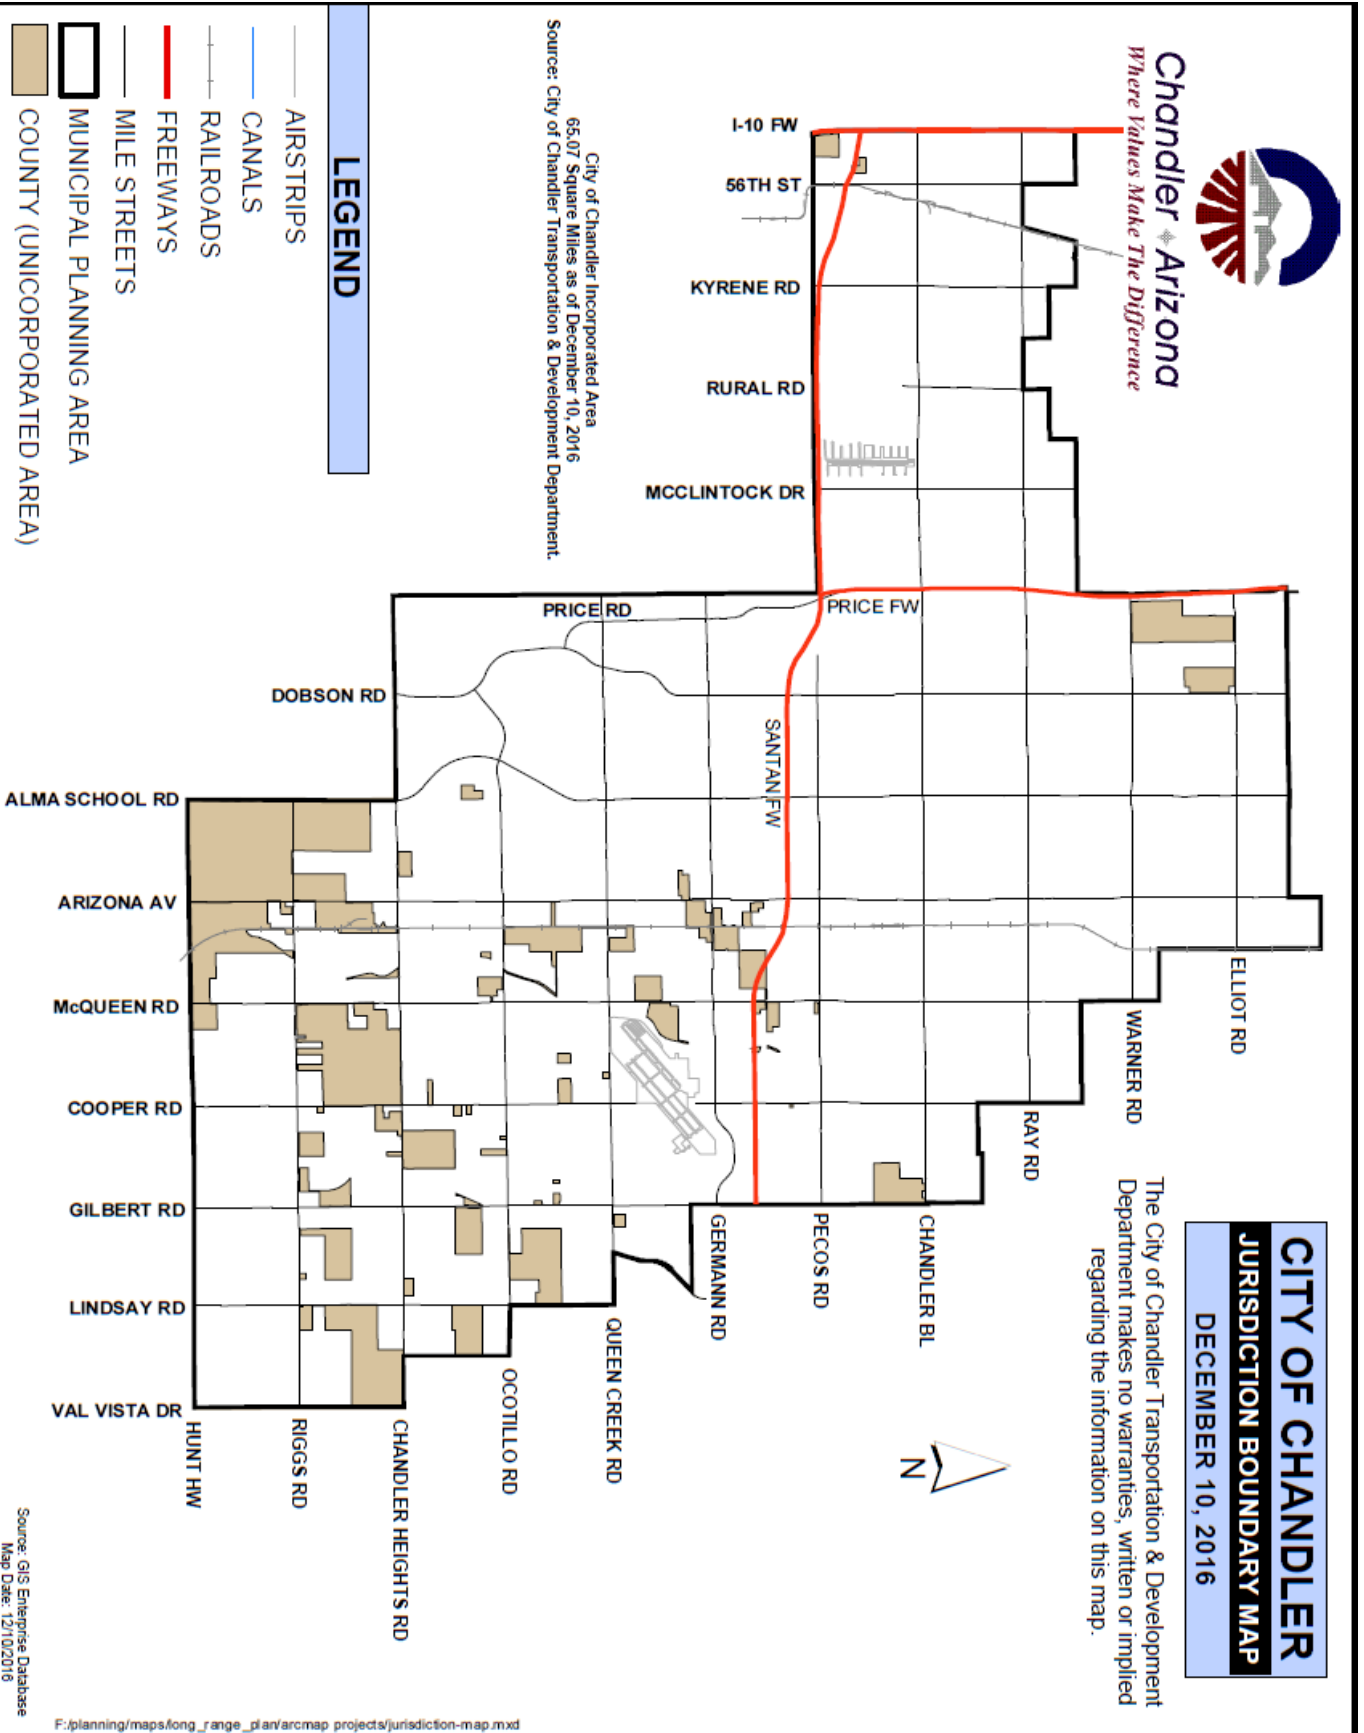 Chandler Arizona
Where Values Make The Difference
CITY OF CHANDLER
JURISDICTION BOUNDARY MAP
DECEMBER 10, 2016
The City of Chandler Transportation & Development
Department makes no warranties, written or implied
regarding the information on this map.
N
I-10 FW
56TH ST
KYRENE RD
RURAL RD
MCCLINTOCK DR
PRICE RD
PRICE FW
DOBSON RD
SANTAN FW
ALMA SCHOOL RD
ARIZONA AV
McQUEEN RD
COOPER RD
GILBERT RD
LINDSAY RD
VAL VISTA DR
ELLIOT RD
WARNER RD
RAY RD
CHANDLER BL
PECOS RD
GERMANN RD
QUEEN CREEK RD
OCOTILLO RD
CHANDLER HEIGHTS RD
RIGGS RD
HUNT HW
City of Chandler Incorporated Area
65.07 Square Miles as of December 10, 2016
Source: City of Chandler Transportation & Development Department.
LEGEND
AIRSTRIPS
CANALS
RAILROADS
FREEWAYS
MILE STREETS
MUNICIPAL PLANNING AREA
COUNTY (UNICORPORATED AREA)
Source: GIS Enterprise Database
Map Date: 12/10/2016
F:/planning/maps/long_range_plan/arcmap projects/jurisdiction-map.mxd